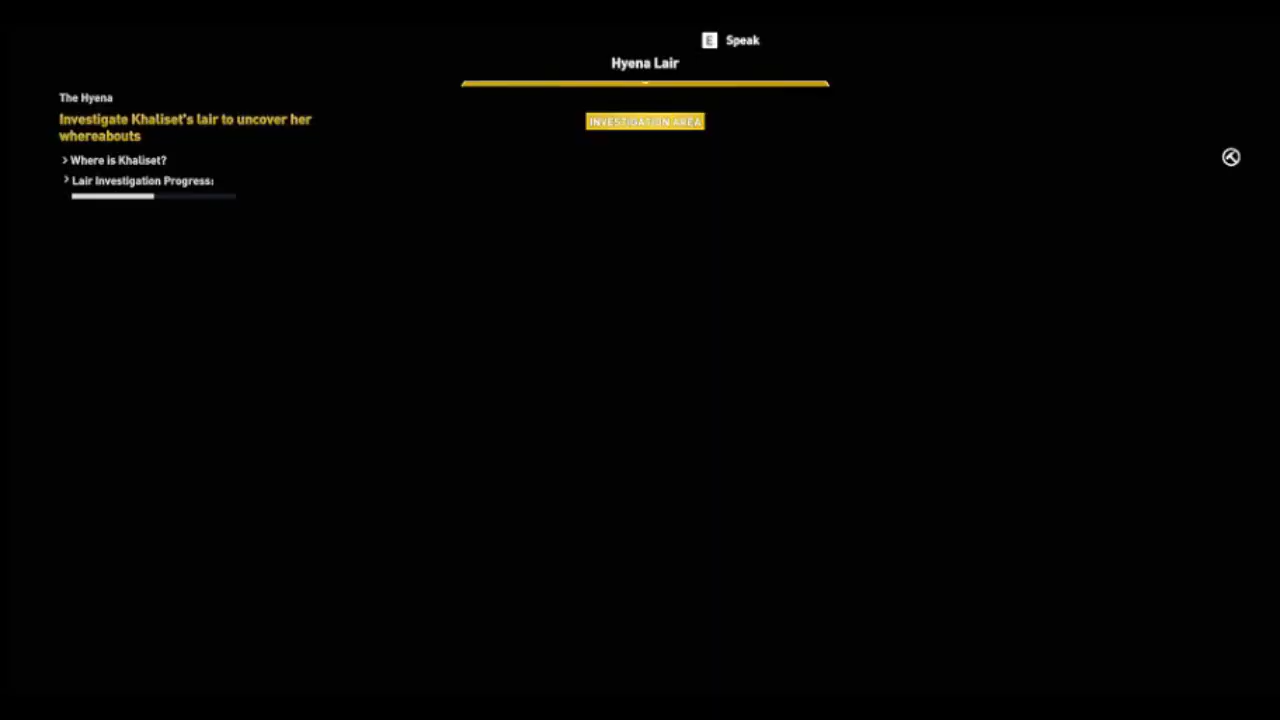 E Speak
Hyena Lair
The Hyena
Investigate Khaliset's lair to uncover her
whereabouts
INVESTIGATION AREA
> Where is Khaliset?
> Lair Investigation Progress: